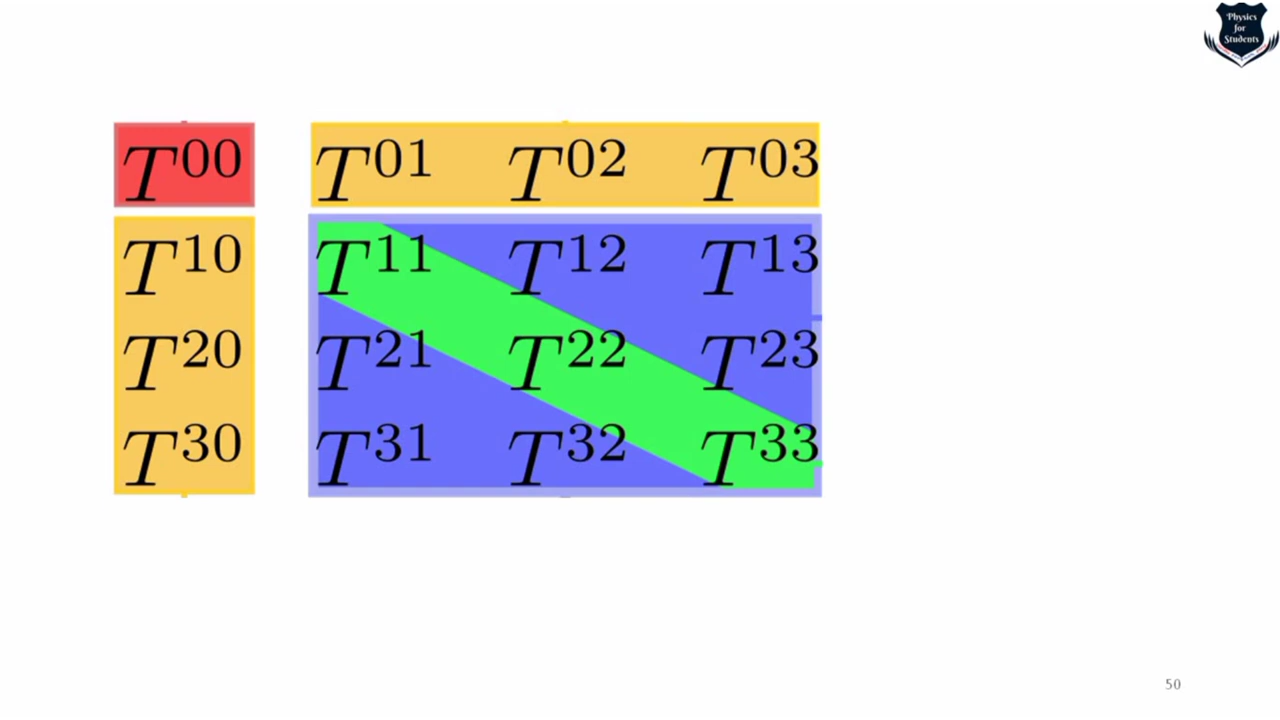 Physics
for
Students
T^{00} T^{01} T^{02} T^{03}
T^{10} T^{11} T^{12} T^{13}
T^{20} T^{21} T^{22} T^{23}
T^{30} T^{31} T^{32} T^{33}
50